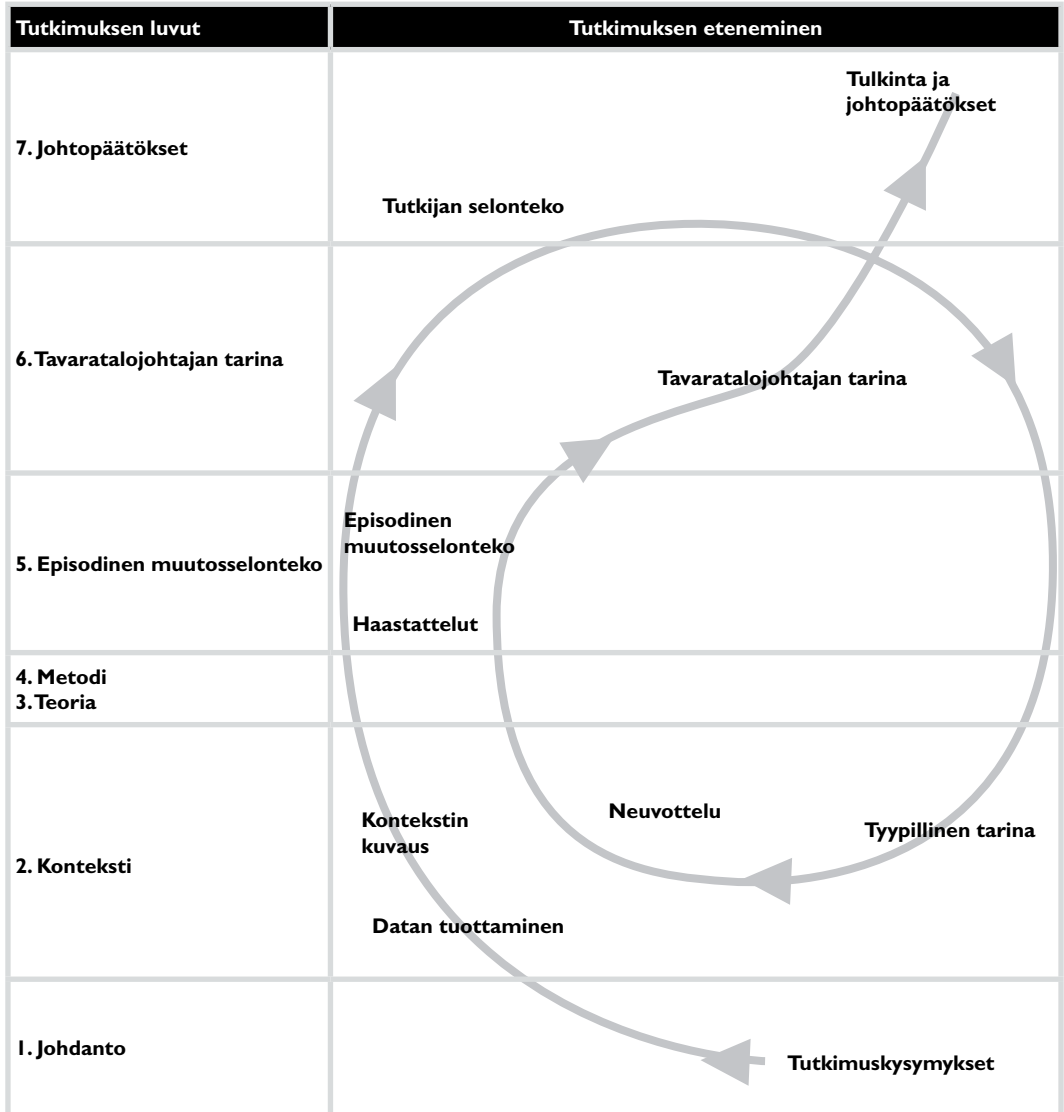 Tutkimuksen luvut
Tutkimuksen eteneminen
7. Johtopäätökset
Tulkinta ja
johtopäätökset
Tutkijan selonteko
6. Tavaratalojohtajan tarina
Tavaratalojohtajan tarina
5. Episodinen muutosselonteko
Episodinen
muutosselonteko
Haastattelut
4. Metodi
3. Teoria
2. Konteksti
Kontekstin
kuvaus
Neuvottelu
Tyypillinen tarina
Datan tuottaminen
1. Johdanto
Tutkimuskysymykset